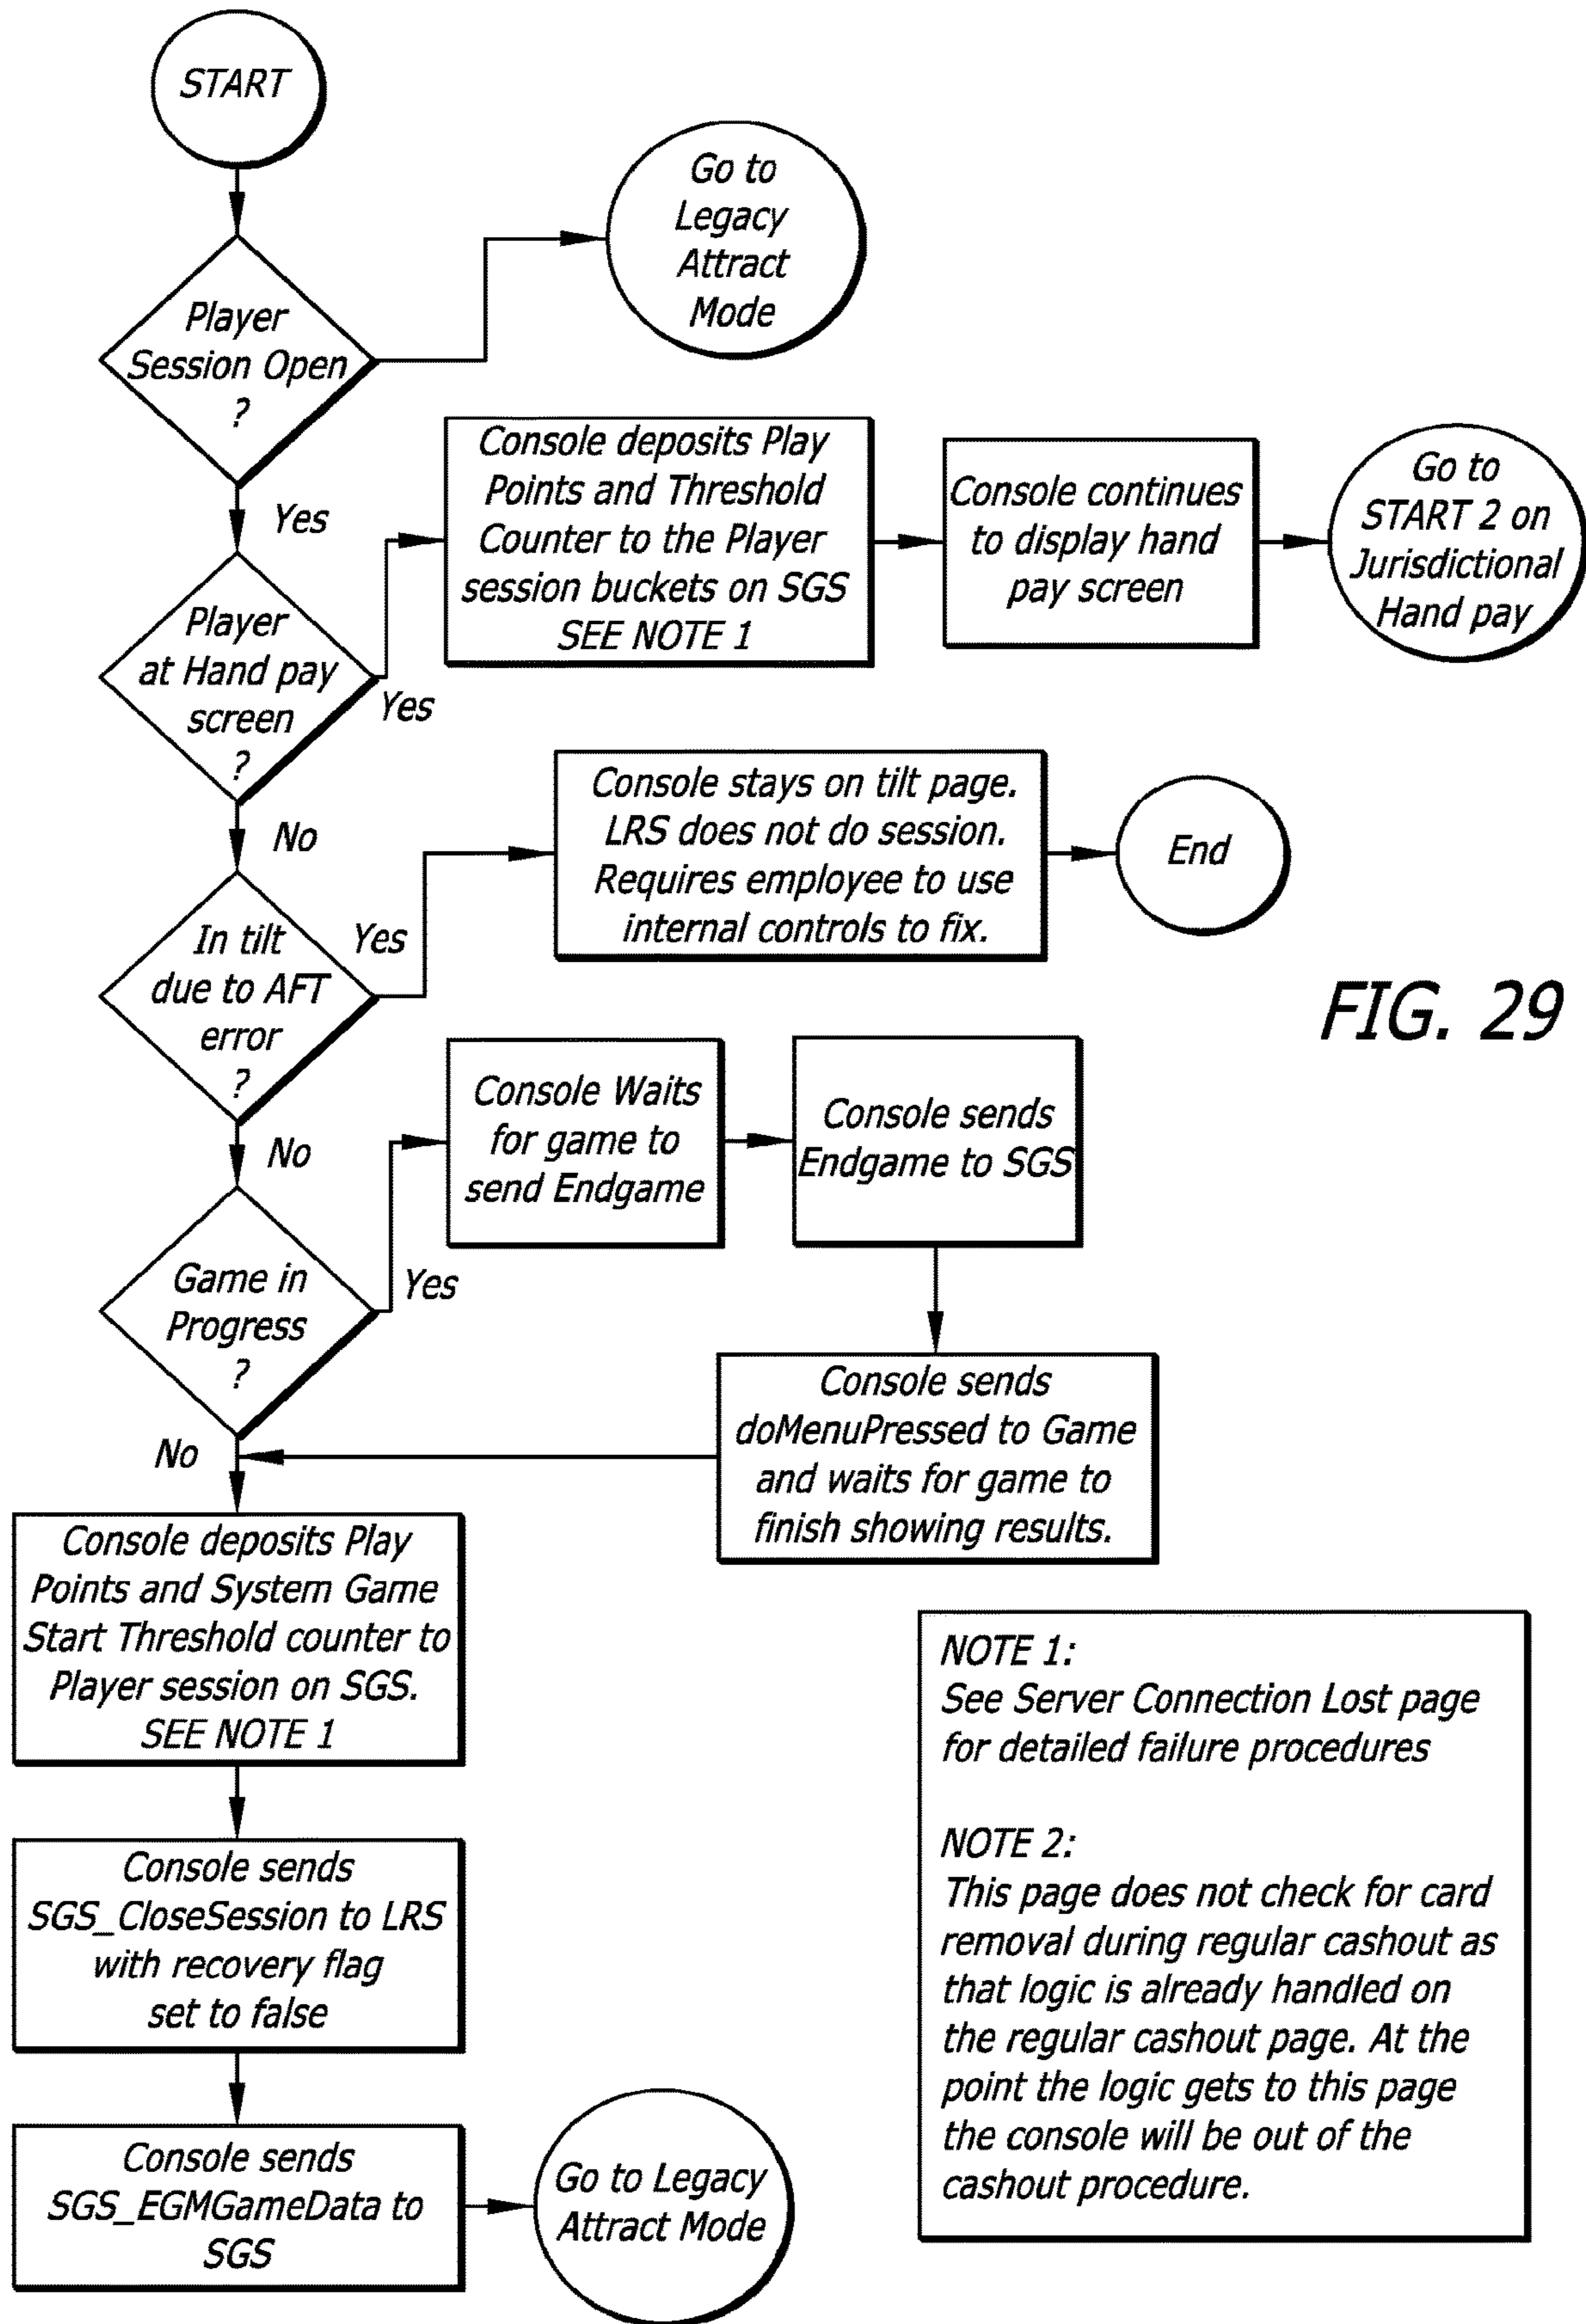 START
Go to
Legacy
Attract
Mode
Player
Session Open
?
Yes
Console deposits Play
Points and Threshold
Counter to the Player
session buckets on SGS
SEE NOTE 1
Console continues
to display hand
pay screen
Go to
START 2 on
Jurisdictional
Hand pay
Player
at Hand pay
screen
?
Yes
No
Console stays on tilt page.
LRS does not do session.
Requires employee to use
internal controls to fix.
End
In tilt
due to AFT
error
?
Yes
No
FIG. 29
Console Waits
for game to
send Endgame
Console sends
Endgame to SGS
Game in
Progress
?
Yes
No
Console sends
doMenuPressed to Game
and waits for game to
finish showing results.
Console deposits Play
Points and System Game
Start Threshold counter to
Player session on SGS.
SEE NOTE 1
Console sends
SGS_CloseSession to LRS
with recovery flag
set to false
Console sends
SGS_EGMGameData to
SGS
Go to Legacy
Attract Mode
NOTE 1:
See Server Connection Lost page
for detailed failure procedures
NOTE 2:
This page does not check for card
removal during regular cashout as
that logic is already handled on
the regular cashout page. At the
point the logic gets to this page
the console will be out of the
cashout procedure.